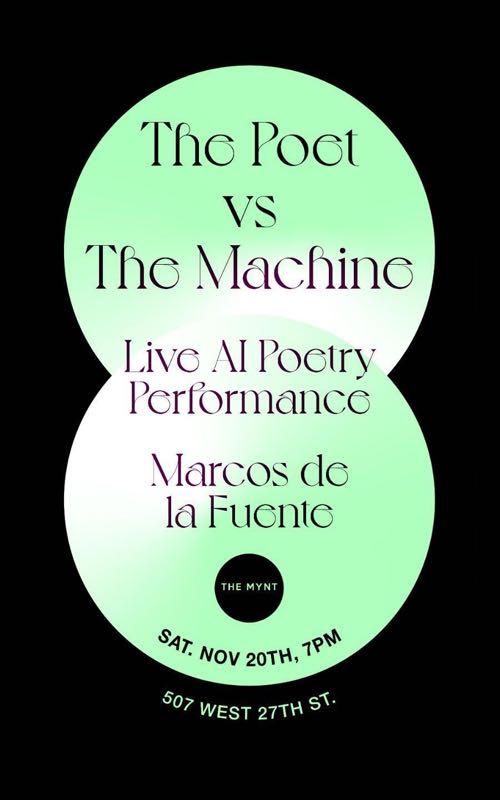 The Poet
vs
The Machine
Live AI Poetry
Performance
Marcos de
la Fuente
THE MYNT
SAT. NOV 20TH, 7PM
507 WEST 27TH ST.